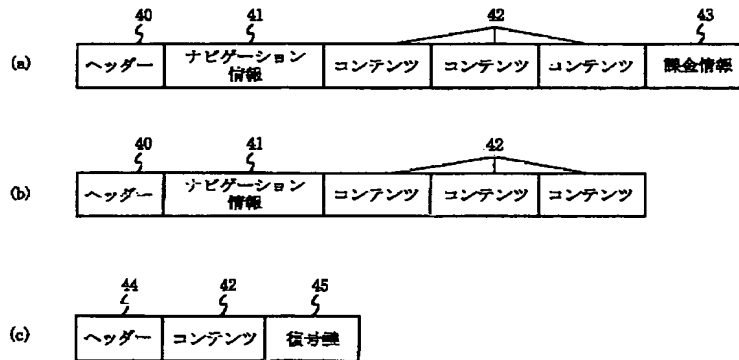 40 41 42 43
(a) ヘッダー ナビゲーション情報 コンテンツ コンテンツ コンテンツ 課金情報
40 41 42
(b) ヘッダー ナビゲーション情報 コンテンツ コンテンツ コンテンツ
44 42 45
(c) ヘッダー コンテンツ 復号鍵